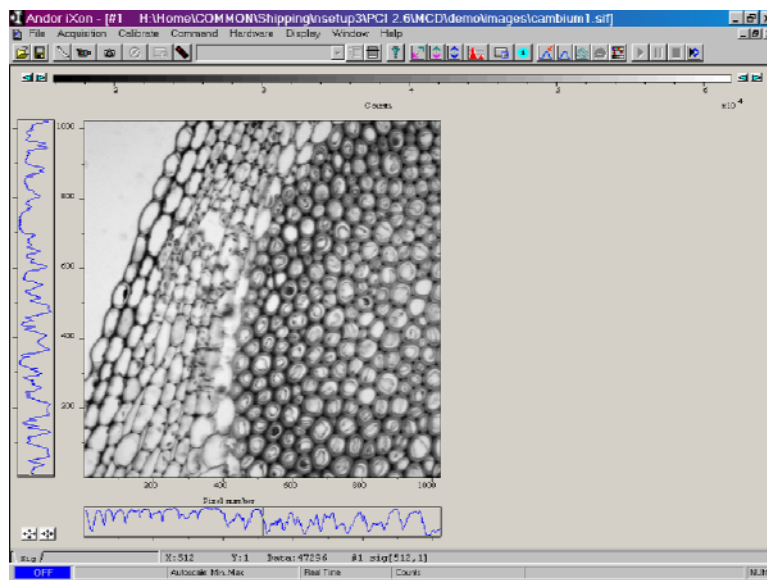 Andor iXon - [#1 H:\Home\COMMON\Shipping\nsetup3\PCI 2.6\MCD\demo\images\cambium1.sif]
File Acquisition Calibrate Command Hardware Display Window Help
2 3 4 5 6
Counts
x10 4
1000
800
600
400
200
200 400 600 800 1000
Pixel number
Sig X:512 Y:1 Data:47296 #1 sig[512,1]
OFF Autoscale Min..Max Real Time Counts NUM